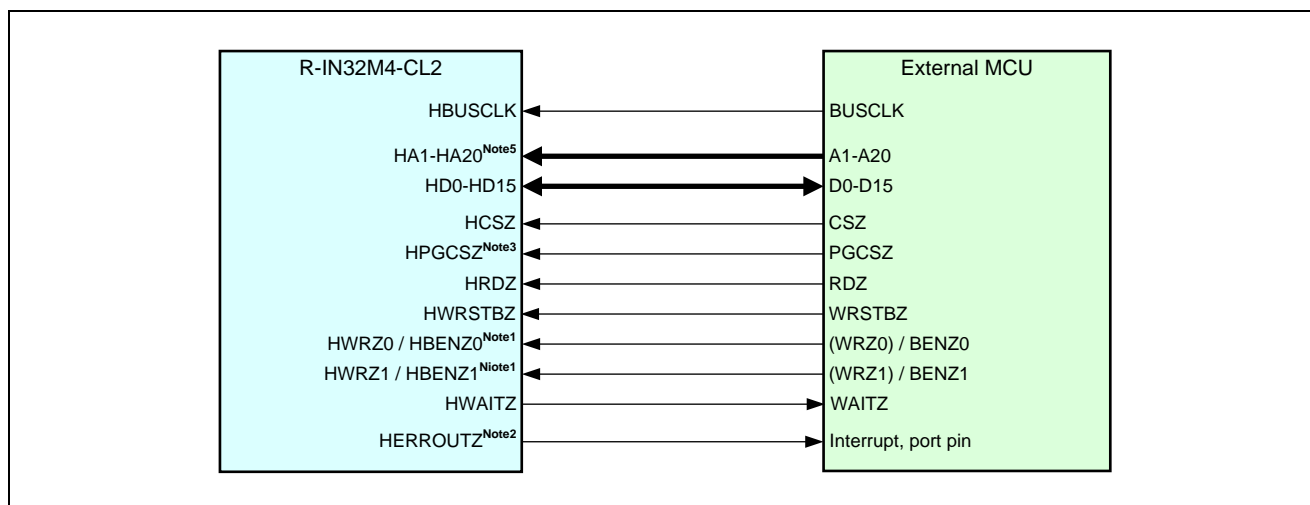 R-IN32M4-CL2 External MCU
HBUSCLK BUSCLK
HA1-HA20Note5 A1-A20
HD0-HD15 D0-D15
HCSZ CSZ
HPGCSZNote3 PGCSZ
HRDZ RDZ
HWRSTBZ WRSTBZ
HWRZ0 / HBENZ0Note1 (WRZ0) / BENZ0
HWRZ1 / HBENZ1Niote1 (WRZ1) / BENZ1
HWAITZ WAITZ
HERROUTZNote2 Interrupt, port pin